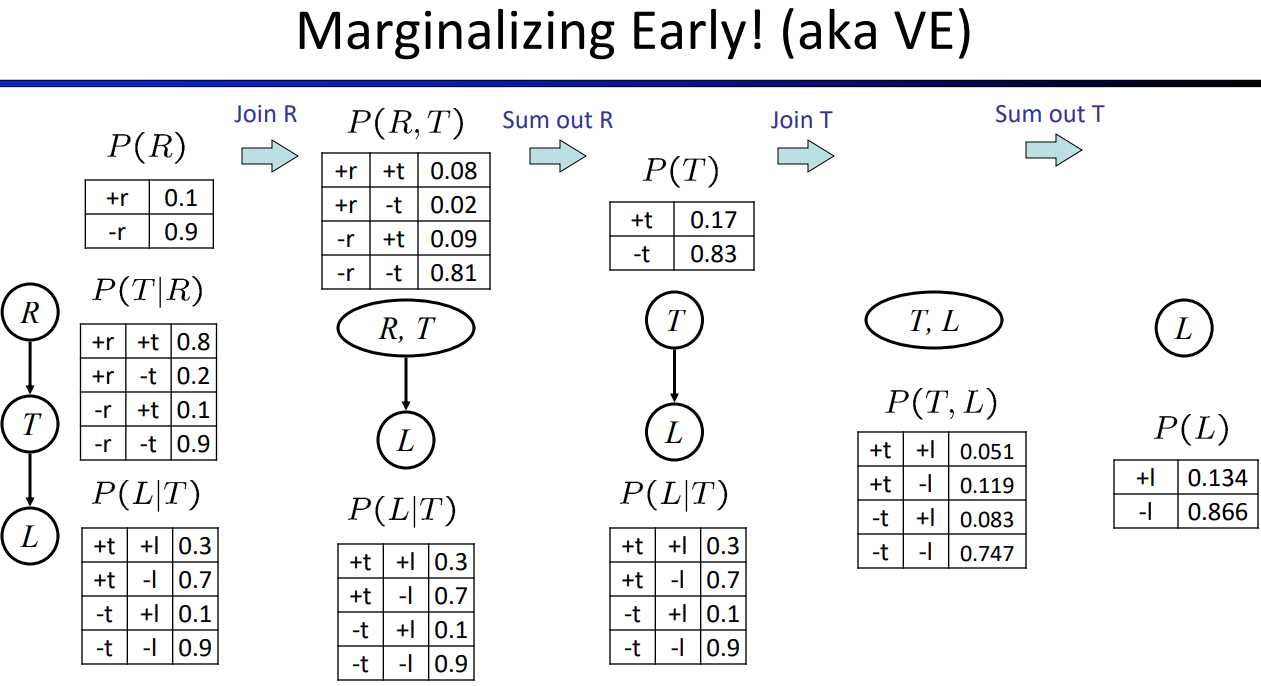 Marginalizing Early! (aka VE)
Join R
Sum out R
Join T
Sum out T
P(R)
+r 0.1
-r 0.9
P(T|R)
+r +t 0.8
+r -t 0.2
-r +t 0.1
-r -t 0.9
P(L|T)
+t +l 0.3
+t -l 0.7
-t +l 0.1
-t -l 0.9
R
T
L
P(R, T)
+r +t 0.08
+r -t 0.02
-r +t 0.09
-r -t 0.81
R, T
L
P(L|T)
+t +l 0.3
+t -l 0.7
-t +l 0.1
-t -l 0.9
P(T)
+t 0.17
-t 0.83
T
L
P(L|T)
+t +l 0.3
+t -l 0.7
-t +l 0.1
-t -l 0.9
T, L
P(T, L)
+t +l 0.051
+t -l 0.119
-t +l 0.083
-t -l 0.747
L
P(L)
+l 0.134
-l 0.866